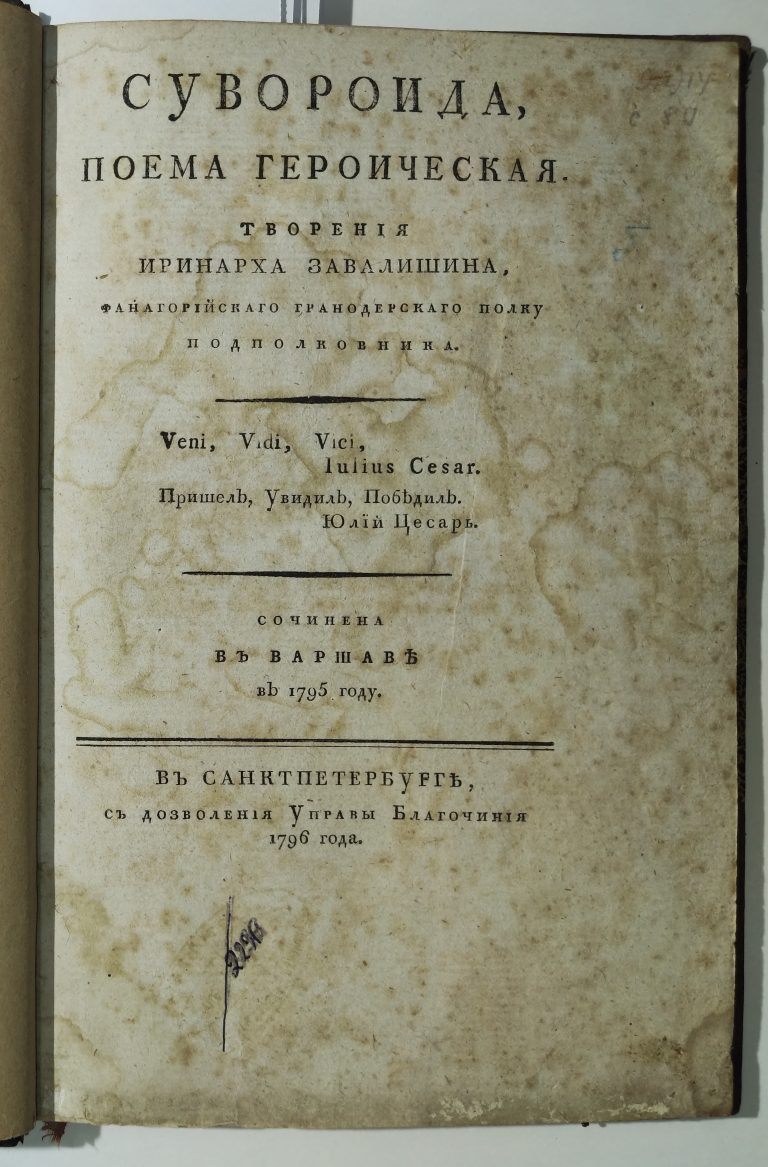 СУВОРОИДА,
ПОЕМА ГЕРОИЧЕСКАЯ.
ТВОРЕНІЯ
ИРИНАРХА ЗАВАЛИШИНА,
ФАНАГОРІЙСКАГО ГРАНОДЕРСКАГО ПОЛКУ
ПОДПОЛКОВНИКА.
Veni, Vidi, Vici,
Iulius Cesar.
Пришелъ, Увидилъ, Побѣдилъ.
Юлїй Цесарь.
СОЧИНЕНА
ВЪ ВАРШАВѢ
въ 1795 году.
ВЪ САНКТПЕТЕРБУРГѢ,
СЪ ДОЗВОЛЕНІЯ УПРАВЫ БЛАГОЧИНІЯ
1796 года.